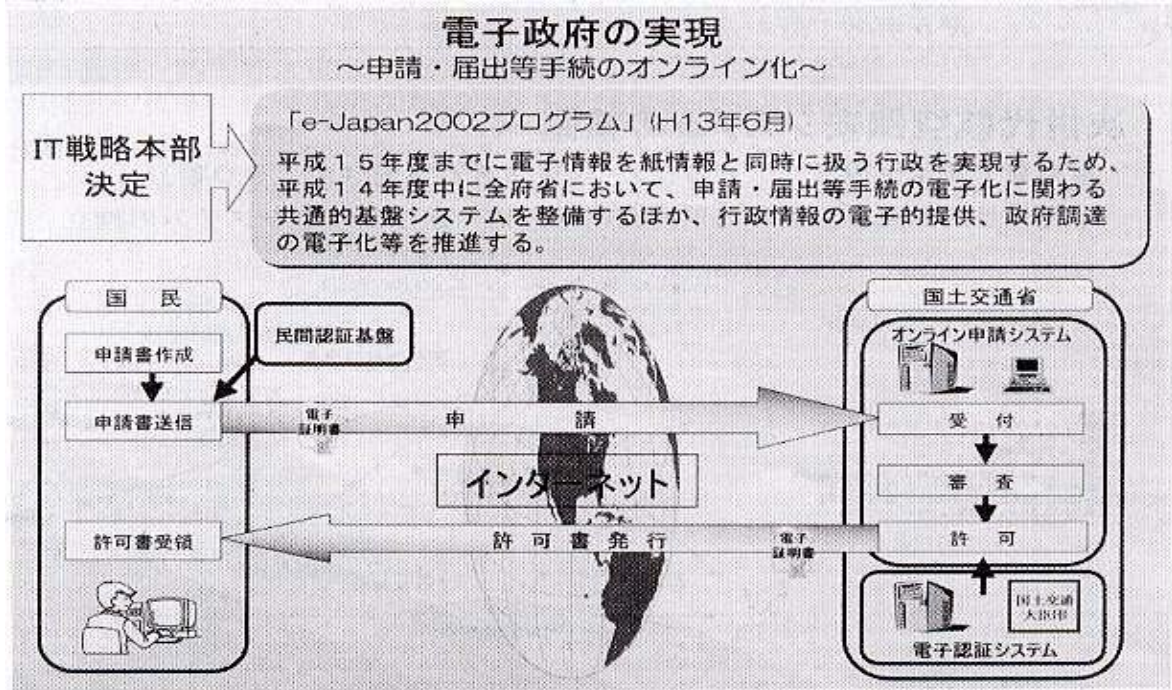 電子政府の実現
～申請・届出等手続のオンライン化～
IT戦略本部
決定
「e-Japan2002プログラム」(H13年6月)
平成１５年度までに電子情報を紙情報と同時に扱う行政を実現するため、
平成１４年度中に全府省において、申請・届出等手続の電子化に関わる
共通的基盤システムを整備するほか、行政情報の電子的提供、政府調達
の電子化等を推進する。
国　民
民間認証基盤
申請書作成
申請書送信
電子
証明書
申　請
インターネット
許可書発行
電子
証明書
許可書受領
国土交通省
オンライン申請システム
受　付
審　査
許　可
国土交通
大臣印
電子認証システム